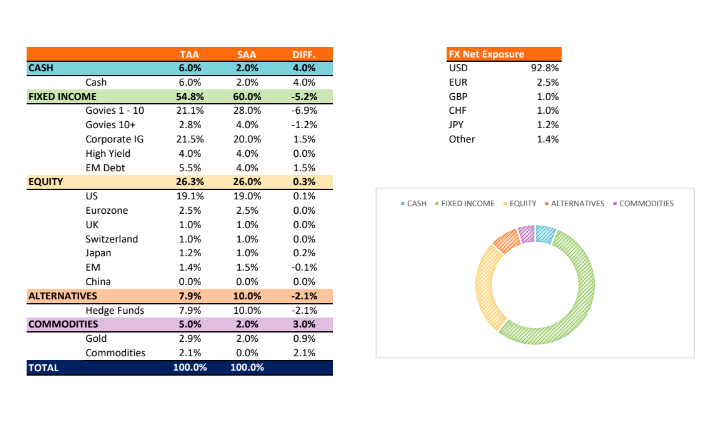 TAA SAA DIFF.
CASH 6.0% 2.0% 4.0%
Cash 6.0% 2.0% 4.0%
FIXED INCOME 54.8% 60.0% -5.2%
Govies 1 - 10 21.1% 28.0% -6.9%
Govies 10+ 2.8% 4.0% -1.2%
Corporate IG 21.5% 20.0% 1.5%
High Yield 4.0% 4.0% 0.0%
EM Debt 5.5% 4.0% 1.5%
EQUITY 26.3% 26.0% 0.3%
US 19.1% 19.0% 0.1%
Eurozone 2.5% 2.5% 0.0%
UK 1.0% 1.0% 0.0%
Switzerland 1.0% 1.0% 0.0%
Japan 1.2% 1.0% 0.2%
EM 1.4% 1.5% -0.1%
China 0.0% 0.0% 0.0%
ALTERNATIVES 7.9% 10.0% -2.1%
Hedge Funds 7.9% 10.0% -2.1%
COMMODITIES 5.0% 2.0% 3.0%
Gold 2.9% 2.0% 0.9%
Commodities 2.1% 0.0% 2.1%
TOTAL 100.0% 100.0%
FX Net Exposure
USD 92.8%
EUR 2.5%
GBP 1.0%
CHF 1.0%
JPY 1.2%
Other 1.4%
CASH FIXED INCOME EQUITY ALTERNATIVES COMMODITIES